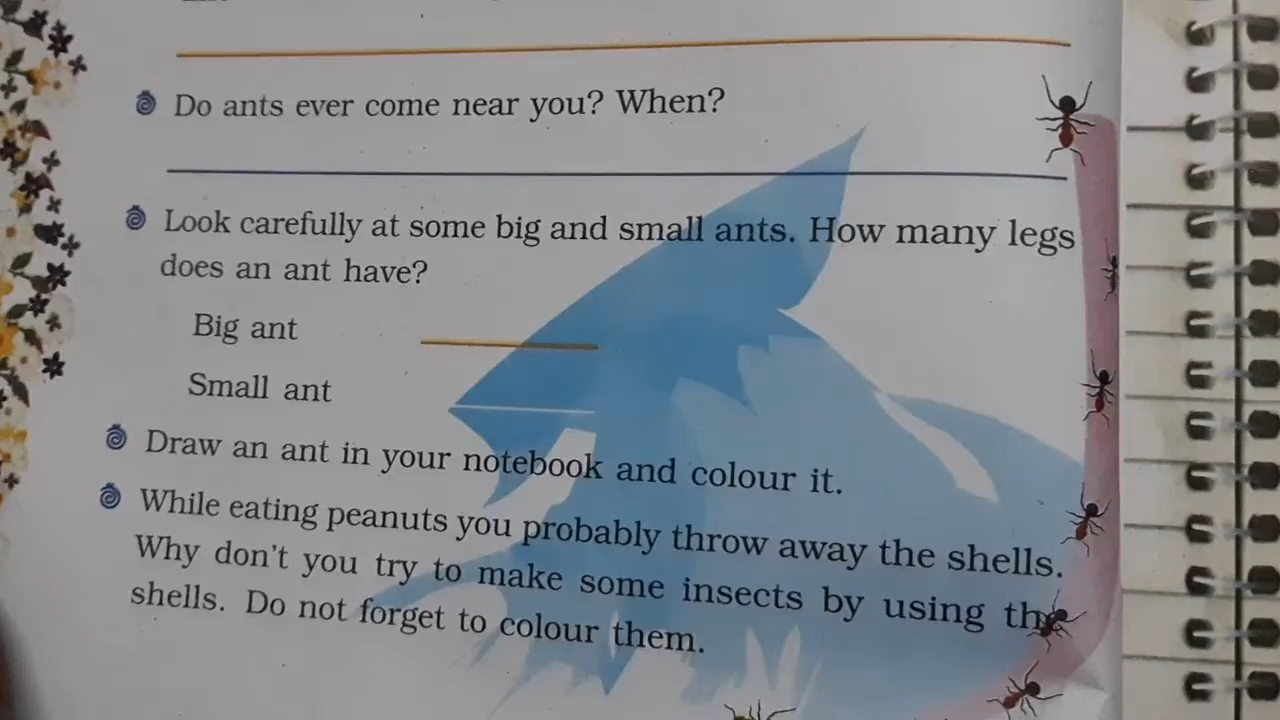 Do ants ever come near you? When?
Look carefully at some big and small ants. How many legs
does an ant have?
Big ant
Small ant
Draw an ant in your notebook and colour it.
While eating peanuts you probably throw away the shells.
Why don't you try to make some insects by using the
shells. Do not forget to colour them.